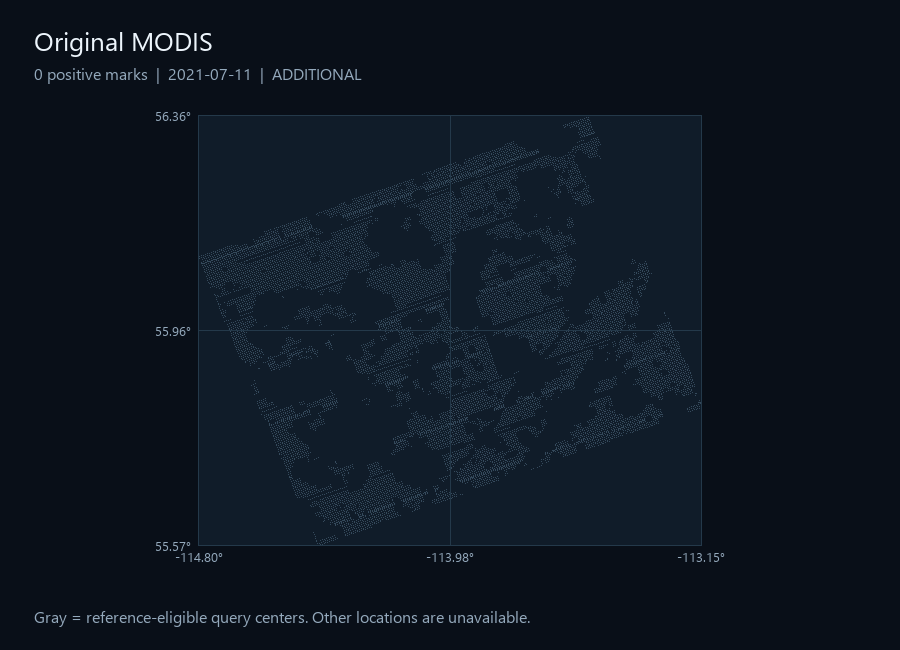 Original MODIS
0 positive marks | 2021-07-11 | ADDITIONAL
56.36°
55.96°
55.57°
-114.80°
-113.98°
-113.15°
Gray = reference-eligible query centers. Other locations are unavailable.